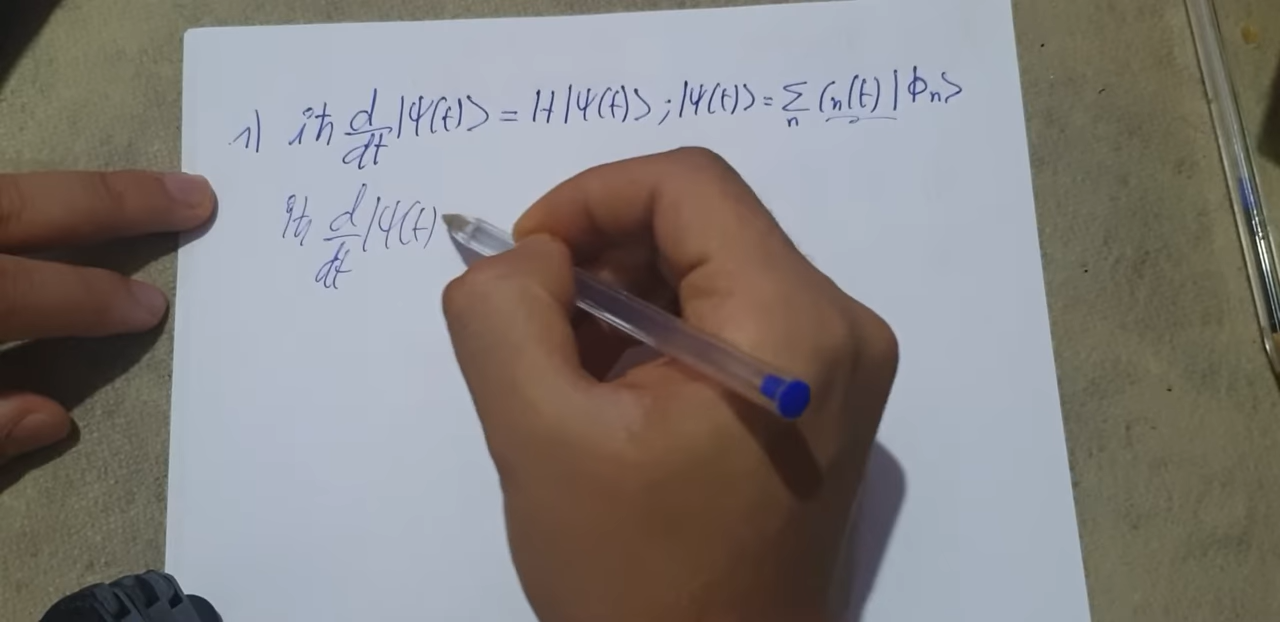 1) iħ d/dt |Ψ(t)> = H|Ψ(t)> ; |Ψ(t)> = Σ_n C_n(t) |ϕ_n>
iħ d/dt |Ψ(t)